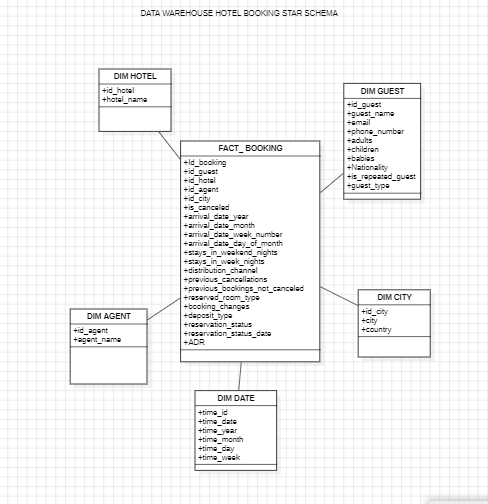 DATA WAREHOUSE HOTEL BOOKING STAR SCHEMA
DIM HOTEL
+id_hotel
+hotel_name
DIM GUEST
+id_guest
+guest_name
+email
+phone_number
+adults
+children
+babies
+Nationality
+is_repeated_guest
+guest_type
FACT_ BOOKING
+Id_booking
+id_guest
+id_hotel
+id_agent
+id_city
+is_canceled
+arrival_date_year
+arrival_date_month
+arrival_date_week_number
+arrival_date_day_of_month
+stays_in_weekend_nights
+stays_in_week_nights
+distribution_channel
+previous_cancellations
+previous_bookings_not_canceled
+reserved_room_type
+booking_changes
+deposit_type
+reservation_status
+reservation_status_date
+ADR
DIM CITY
+id_city
+city
+country
DIM AGENT
+id_agent
+agent_name
DIM DATE
+time_id
+time_date
+time_year
+time_month
+time_day
+time_week